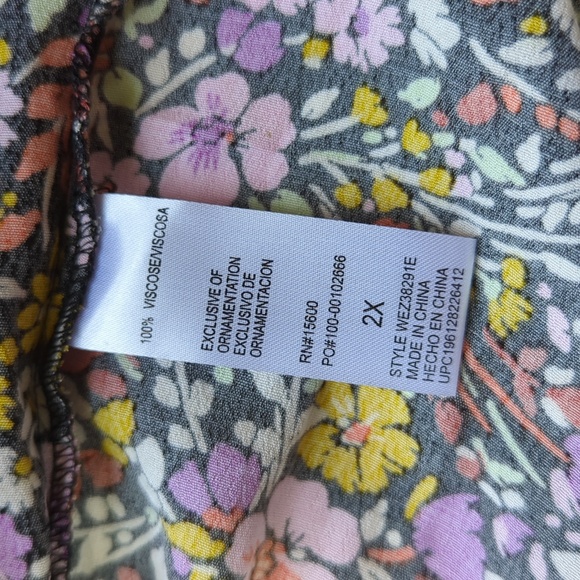 100% VISCOSE/VISCOSA
EXCLUSIVE OF
ORNAMENTATION
EXCLUSIVO DE
ORNAMENTACION
RN#15600
PO#100-00102666
2X
STYLE WEZ38291E
MADE IN CHINA
HECHO EN CHINA
UPC196128226412